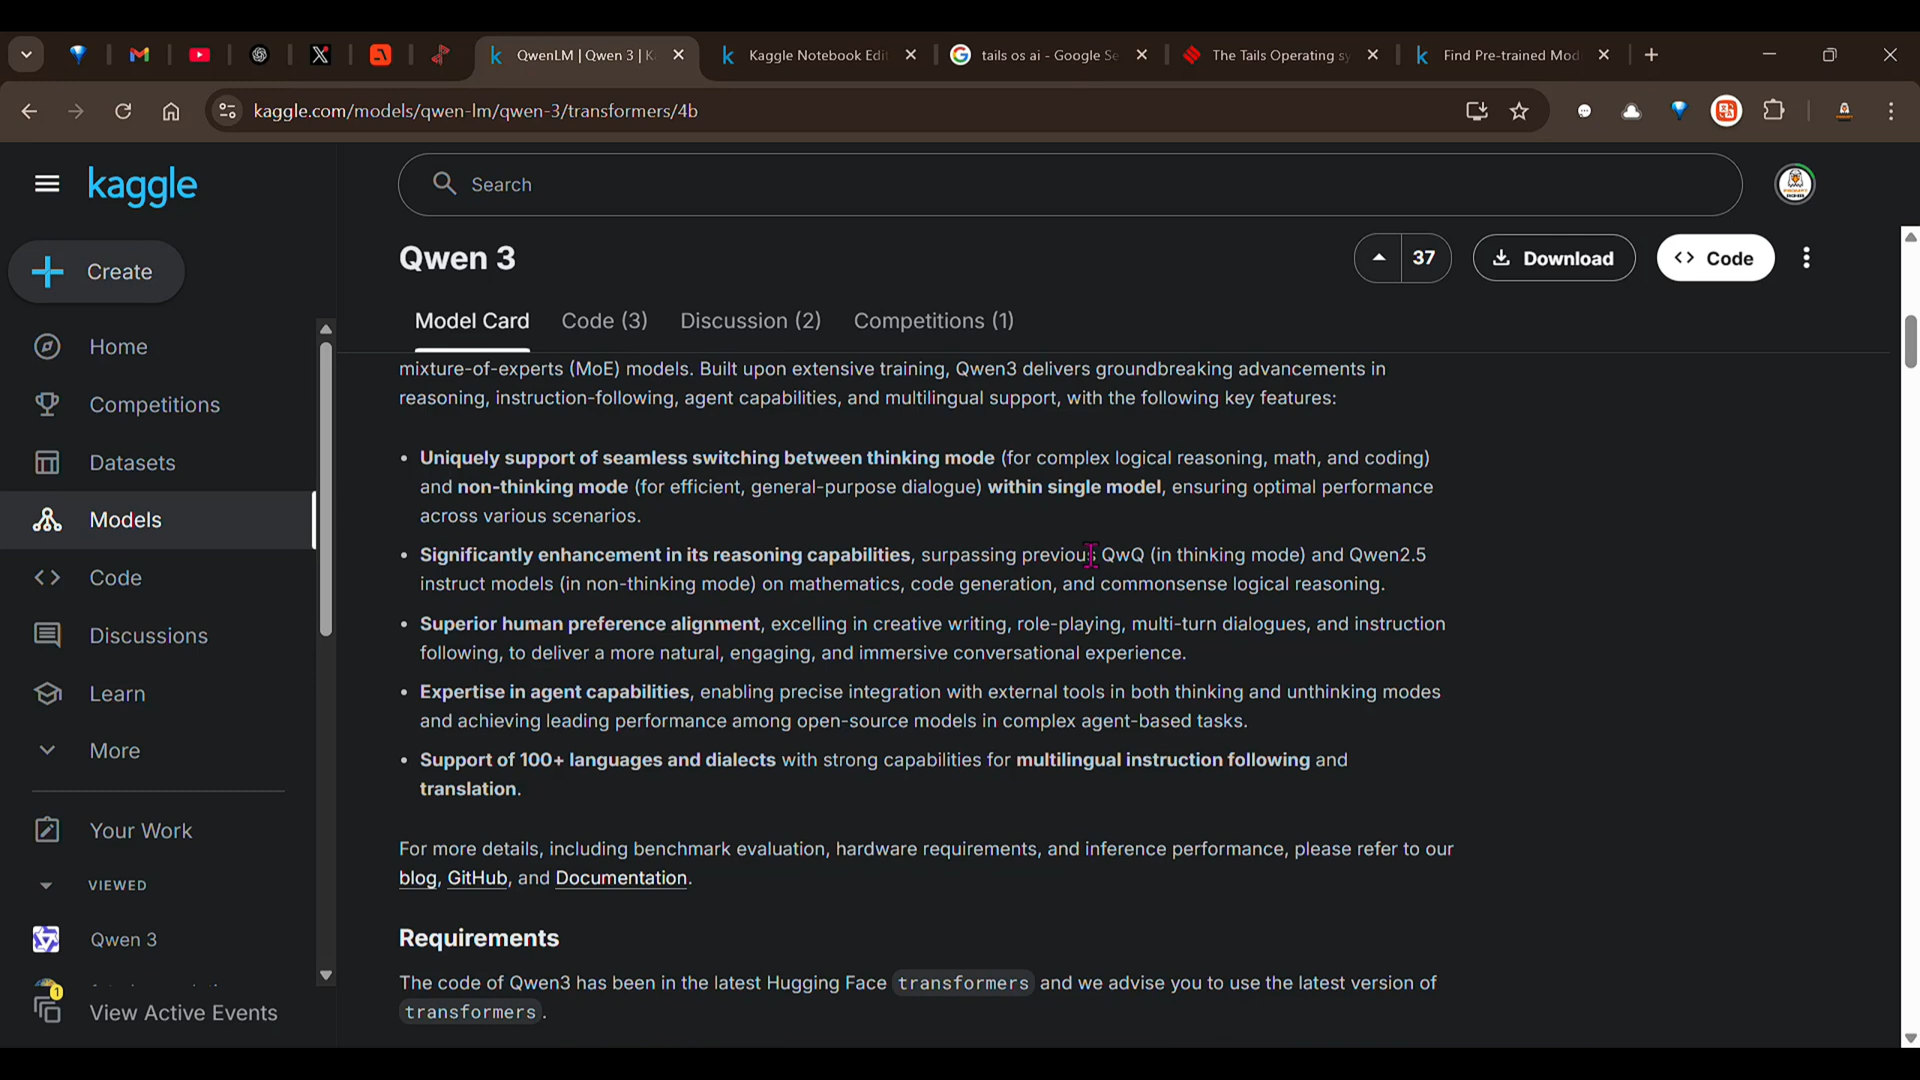 QwenLM | Qwen 3 | K
Kaggle Notebook Edit
tails os ai - Google Se
The Tails Operating sy
Find Pre-trained Mod
kaggle.com/models/qwen-lm/qwen-3/transformers/4b
kaggle
Search
Create
Home
Competitions
Datasets
Models
Code
Discussions
Learn
More
Your Work
VIEWED
Qwen 3
1
View Active Events
Qwen 3
37
Download
Code
Model Card
Code (3)
Discussion (2)
Competitions (1)
mixture-of-experts (MoE) models. Built upon extensive training, Qwen3 delivers groundbreaking advancements in
reasoning, instruction-following, agent capabilities, and multilingual support, with the following key features:
• Uniquely support of seamless switching between thinking mode (for complex logical reasoning, math, and coding)
and non-thinking mode (for efficient, general-purpose dialogue) within single model, ensuring optimal performance
across various scenarios.
• Significantly enhancement in its reasoning capabilities, surpassing previous QwQ (in thinking mode) and Qwen2.5
instruct models (in non-thinking mode) on mathematics, code generation, and commonsense logical reasoning.
• Superior human preference alignment, excelling in creative writing, role-playing, multi-turn dialogues, and instruction
following, to deliver a more natural, engaging, and immersive conversational experience.
• Expertise in agent capabilities, enabling precise integration with external tools in both thinking and unthinking modes
and achieving leading performance among open-source models in complex agent-based tasks.
• Support of 100+ languages and dialects with strong capabilities for multilingual instruction following and
translation.
For more details, including benchmark evaluation, hardware requirements, and inference performance, please refer to our
blog, GitHub, and Documentation.
Requirements
The code of Qwen3 has been in the latest Hugging Face transformers and we advise you to use the latest version of
transformers.